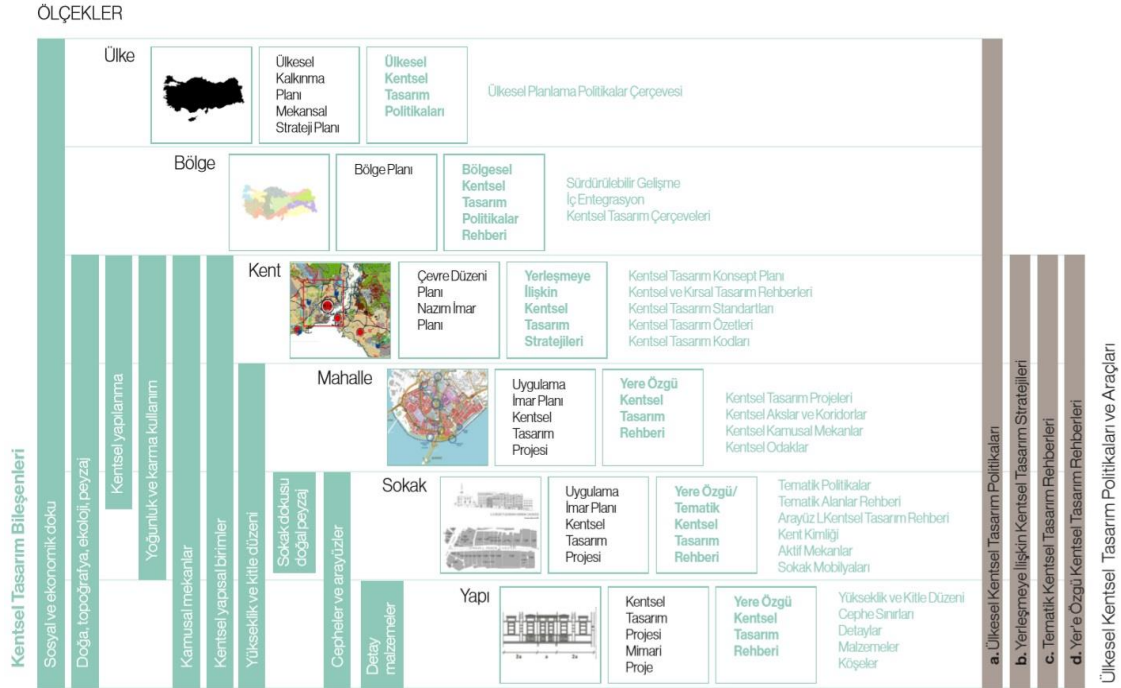 ÖLÇEKLER
Ülke
Ülkesel
Kalkınma
Planı
Mekansal
Strateji Planı
Ülkesel
Kentsel
Tasarım
Politikaları
Ülkesel Planlama Politikalar Çerçevesi
Bölge
Bölge Planı
Bölgesel
Kentsel
Tasarım
Politikalar
Rehberi
Sürdürülebilir Gelişme
İç Entegrasyon
Kentsel Tasarım Çerçeveleri
Kent
Çevre Düzeni
Planı
Nazım İmar
Planı
Yerleşmeye
İlişkin
Kentsel
Tasarım
Stratejileri
Kentsel Tasarım Konsept Planı
Kentsel ve Kırsal Tasarım Rehberleri
Kentsel Tasarım Standartları
Kentsel Tasarım Özetleri
Kentsel Tasarım Kodları
Mahalle
Uygulama
İmar Planı
Kentsel
Tasarım
Projesi
Yere Özgü
Kentsel
Tasarım
Rehberi
Kentsel Tasarım Projeleri
Kentsel Akslar ve Koridorlar
Kentsel Kamusal Mekanlar
Kentsel Odaklar
Sokak
Uygulama
İmar Planı
Kentsel
Tasarım
Projesi
Yere Özgü/
Tematik
Kentsel
Tasarım
Rehberi
Tematik Politikalar
Tematik Alanlar Rehberi
Arayüz LKentsel Tasarım Rehberi
Kent Kimliği
Aktif Mekanlar
Sokak Mobilyaları
Yapı
Kentsel
Tasarım
Projesi
Mimari
Proje
Yere Özgü
Kentsel
Tasarım
Rehberi
Yükseklik ve Kitle Düzeni
Cephe Sınırları
Detaylar
Malzemeler
Köşeler
Kentsel Tasarım Bileşenleri
Sosyal ve ekonomik doku
Doğa, topoğrafya, ekoloji, peyzaj
Kentsel yapılanma
Yoğunluk ve karma kullanım
Kamusal mekanlar
Kentsel yapısal birimler
Yükseklik ve kitle düzeni
Sokak dokusu
doğal peyzaj
Cepheler ve arayüzler
Detay
malzemeler
a. Ülkesel Kentsel Tasarım Politikaları
b. Yerleşmeye İlişkin Kentsel Tasarım Stratejileri
c. Tematik Kentsel Tasarım Rehberleri
d. Yer'e Özgü Kentsel Tasarım Rehberleri
Ülkesel Kentsel Tasarım Politikaları ve Araçları